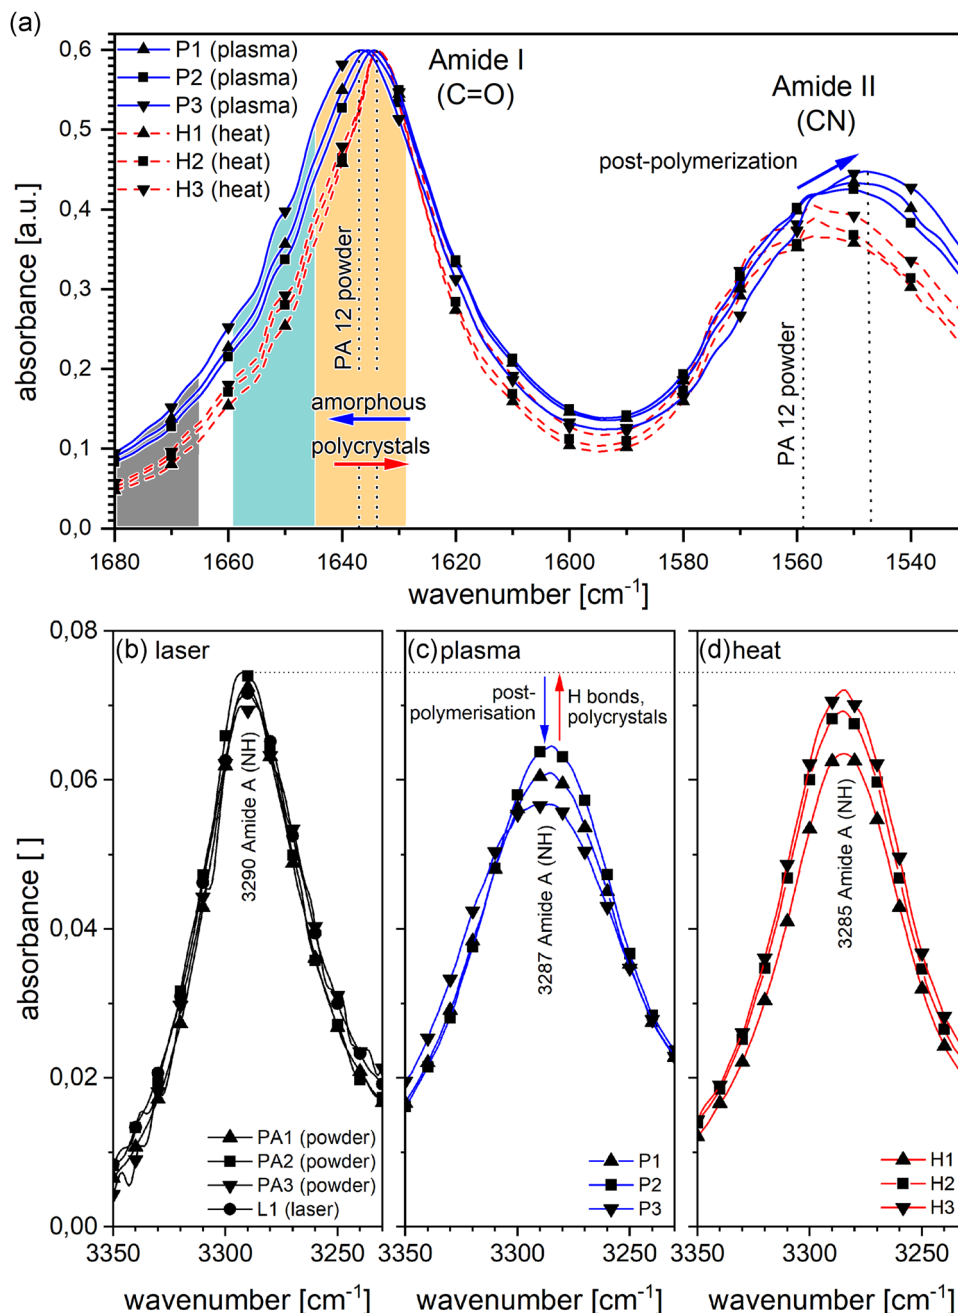 (a)
P1 (plasma)
P2 (plasma)
P3 (plasma)
H1 (heat)
H2 (heat)
H3 (heat)
Amide I
(C=O)
Amide II
(CN)
post-polymerization
PA 12 powder
PA 12 powder
amorphous
polycrystals
absorbance [a.u.]
0,6
0,5
0,4
0,3
0,2
0,1
0,0
1680 1660 1640 1620 1600 1580 1560 1540
wavenumber [cm⁻¹]
(b) laser
3290 Amide A (NH)
PA1 (powder)
PA2 (powder)
PA3 (powder)
L1 (laser)
(c) plasma
post-
polymerisation
H bonds,
polycrystals
3287 Amide A (NH)
P1
P2
P3
(d) heat
3285 Amide A (NH)
H1
H2
H3
absorbance [ ]
0,08
0,06
0,04
0,02
0,00
3350 3300 3250
3350 3300 3250
3350 3300 3250
wavenumber [cm⁻¹]
wavenumber [cm⁻¹]
wavenumber [cm⁻¹]